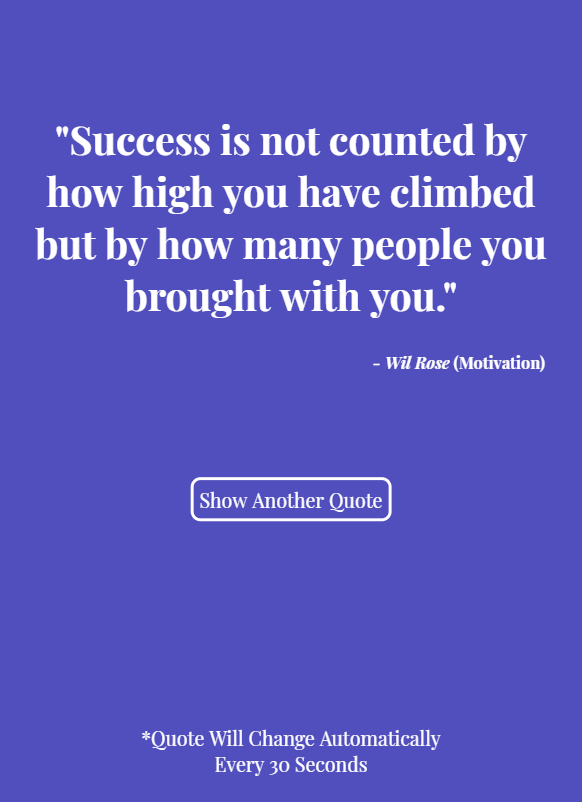 "Success is not counted by
how high you have climbed
but by how many people you
brought with you."
- Wil Rose (Motivation)
Show Another Quote
*Quote Will Change Automatically
Every 30 Seconds